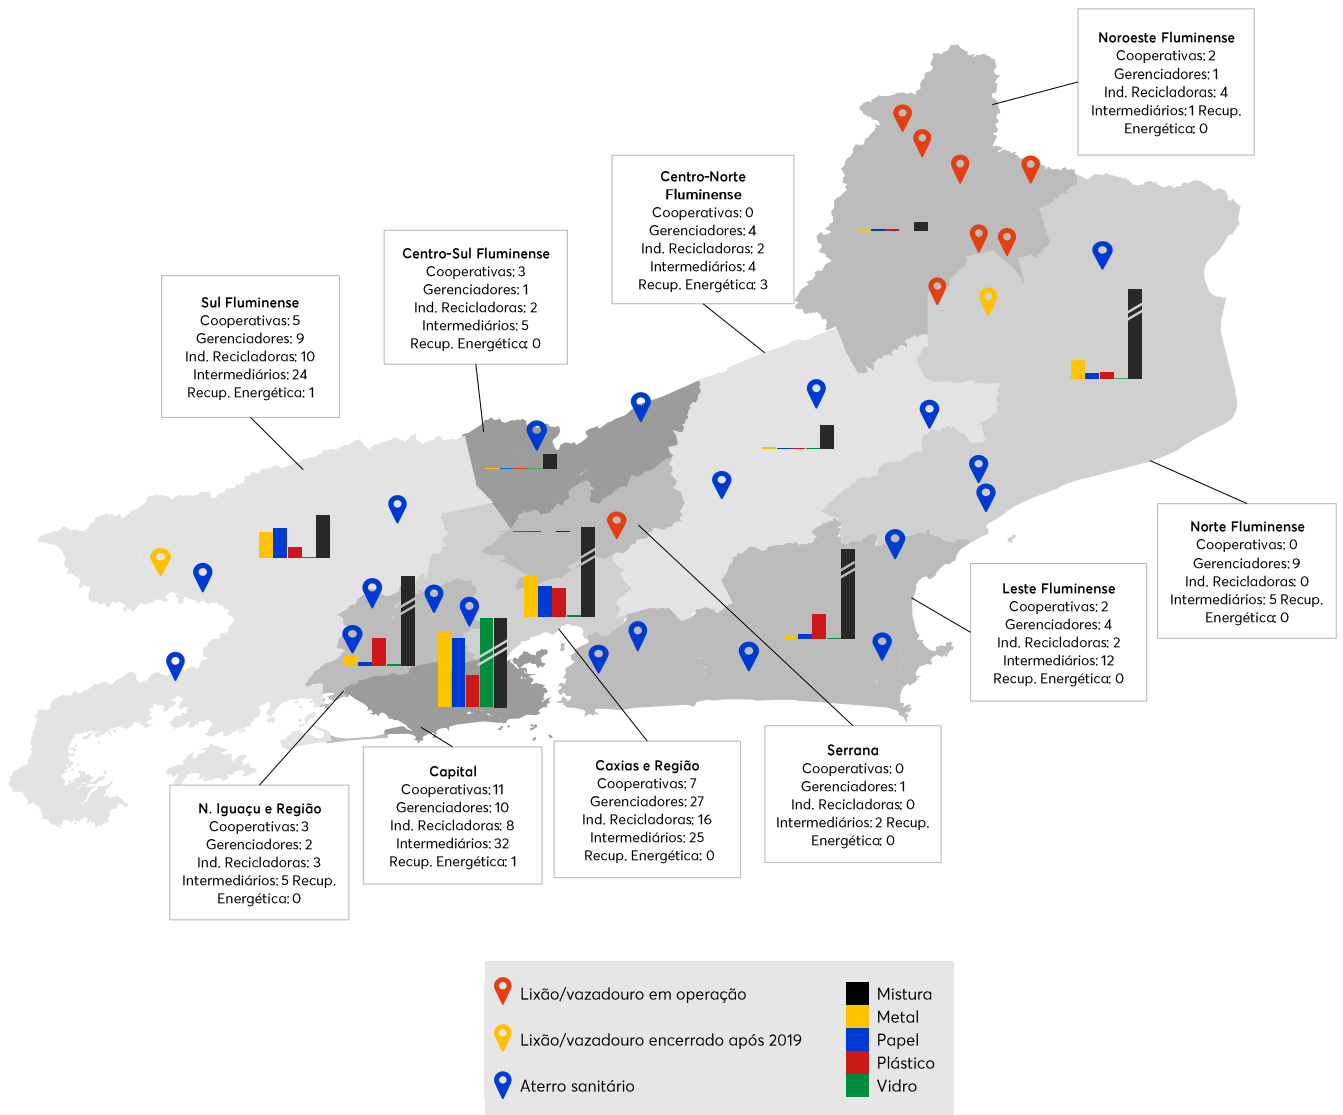 Noroeste Fluminense
Cooperativas: 2
Gerenciadores: 1
Ind. Recicladoras: 4
Intermediários: 1 Recup.
Energética: 0
Centro-Norte
Fluminense
Cooperativas: 0
Gerenciadores: 4
Ind. Recicladoras: 2
Intermediários: 4
Recup. Energética: 3
Centro-Sul Fluminense
Cooperativas: 3
Gerenciadores: 1
Ind. Recicladoras: 2
Intermediários: 5
Recup. Energética: 0
Sul Fluminense
Cooperativas: 5
Gerenciadores: 9
Ind. Recicladoras: 10
Intermediários: 24
Recup. Energética: 1
Norte Fluminense
Cooperativas: 0
Gerenciadores: 9
Ind. Recicladoras: 0
Intermediários: 5 Recup.
Energética: 0
Leste Fluminense
Cooperativas: 2
Gerenciadores: 4
Ind. Recicladoras: 2
Intermediários: 12
Recup. Energética: 0
Serrana
Cooperativas: 0
Gerenciadores: 1
Ind. Recicladoras: 0
Intermediários: 2 Recup.
Energética: 0
Caxias e Região
Cooperativas: 7
Gerenciadores: 27
Ind. Recicladoras: 16
Intermediários: 25
Recup. Energética: 0
Capital
Cooperativas: 11
Gerenciadores: 10
Ind. Recicladoras: 8
Intermediários: 32
Recup. Energética: 1
N. Iguaçu e Região
Cooperativas: 3
Gerenciadores: 2
Ind. Recicladoras: 3
Intermediários: 5 Recup.
Energética: 0
Lixão/vazadouro em operação
Lixão/vazadouro encerrado após 2019
Aterro sanitário
Mistura
Metal
Papel
Plástico
Vidro